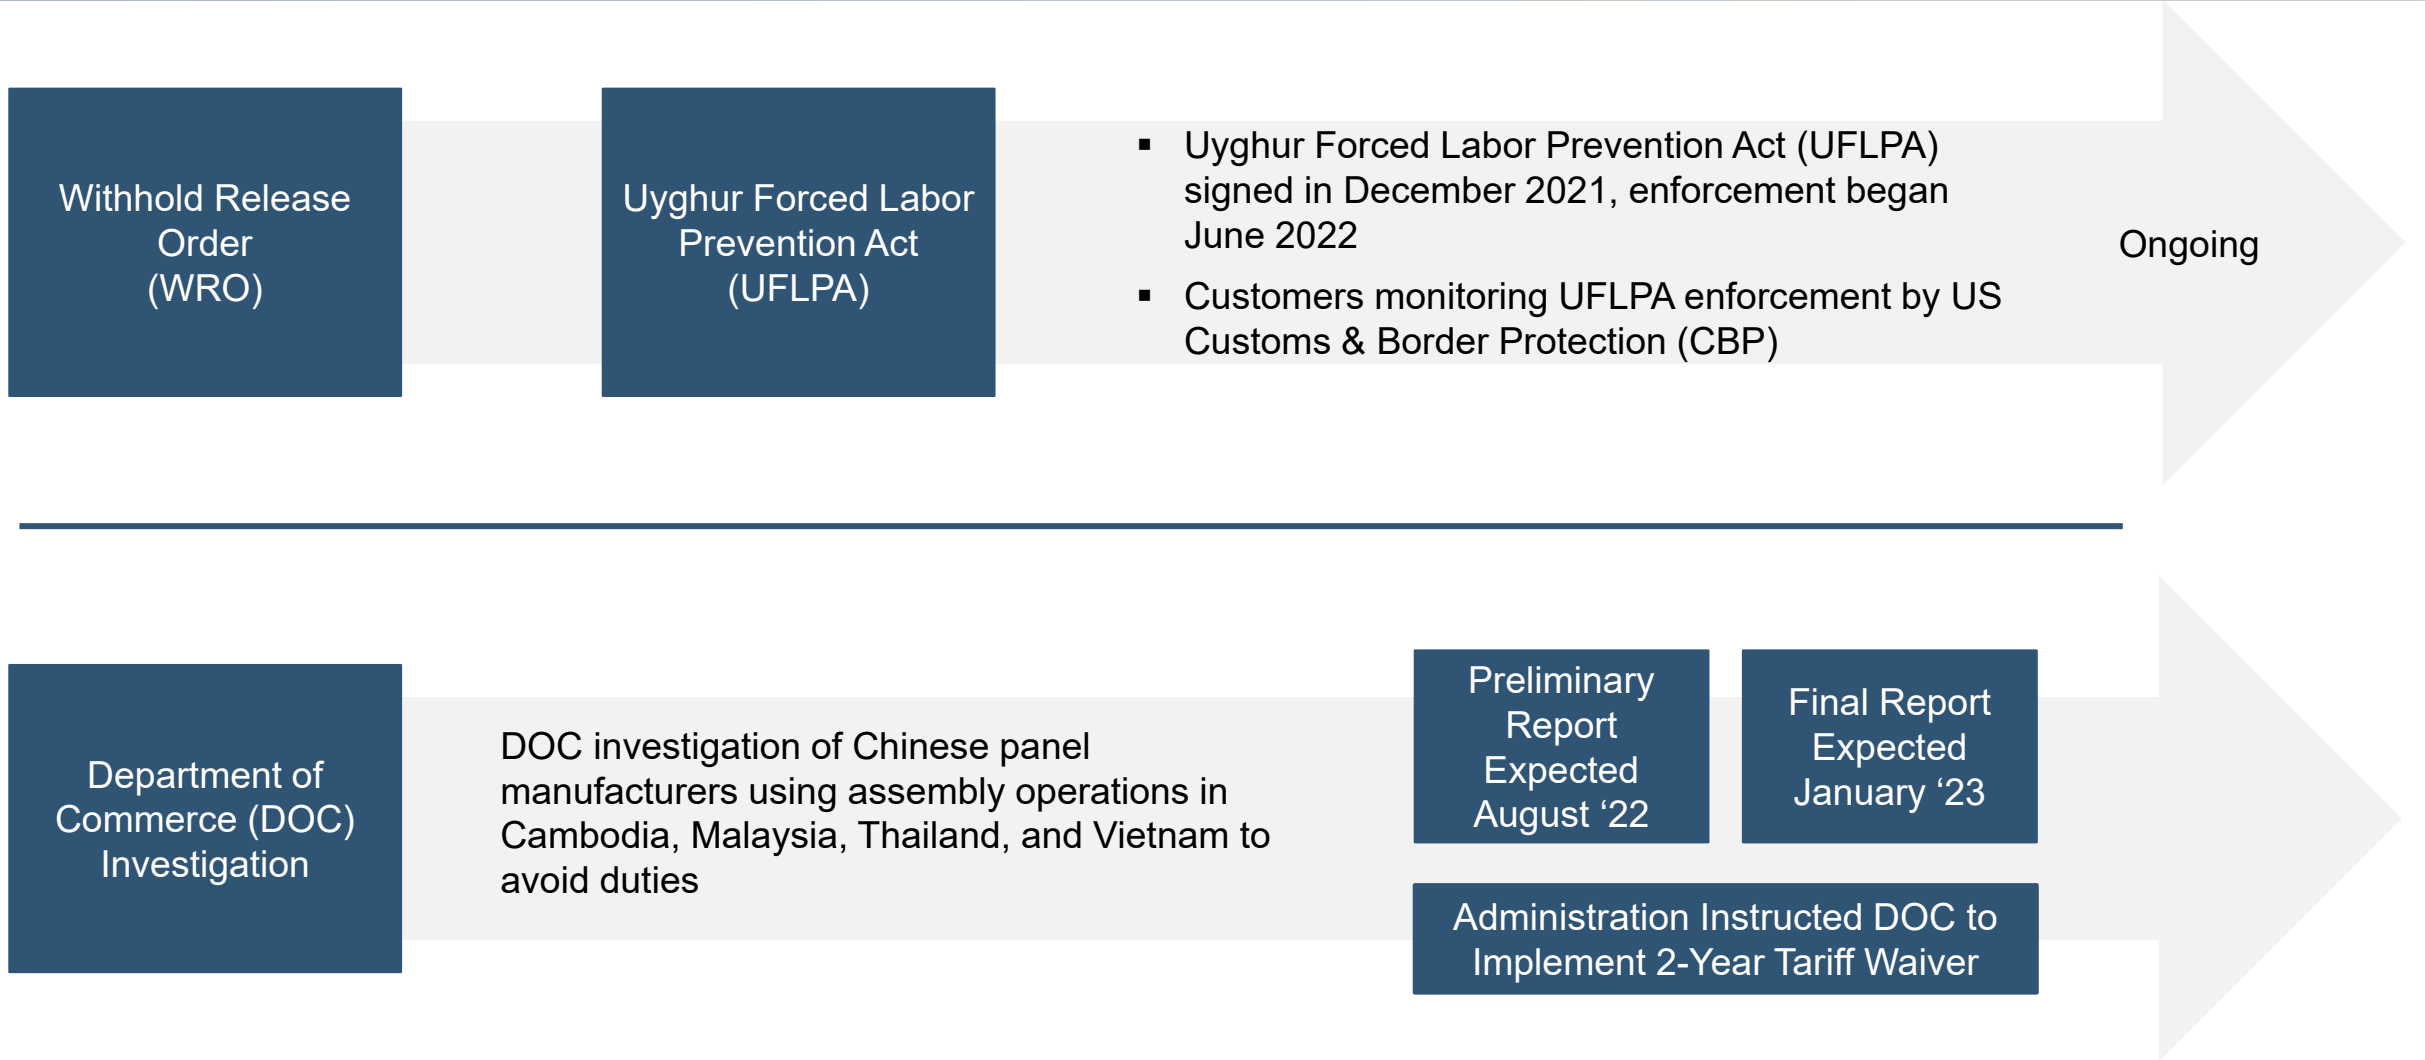 Withhold Release
Order
(WRO)
Uyghur Forced Labor
Prevention Act
(UFLPA)
▪ Uyghur Forced Labor Prevention Act (UFLPA)
signed in December 2021, enforcement began
June 2022
▪ Customers monitoring UFLPA enforcement by US
Customs & Border Protection (CBP)
Ongoing
Department of
Commerce (DOC)
Investigation
DOC investigation of Chinese panel
manufacturers using assembly operations in
Cambodia, Malaysia, Thailand, and Vietnam to
avoid duties
Preliminary
Report
Expected
August ‘22
Final Report
Expected
January ‘23
Administration Instructed DOC to
Implement 2-Year Tariff Waiver